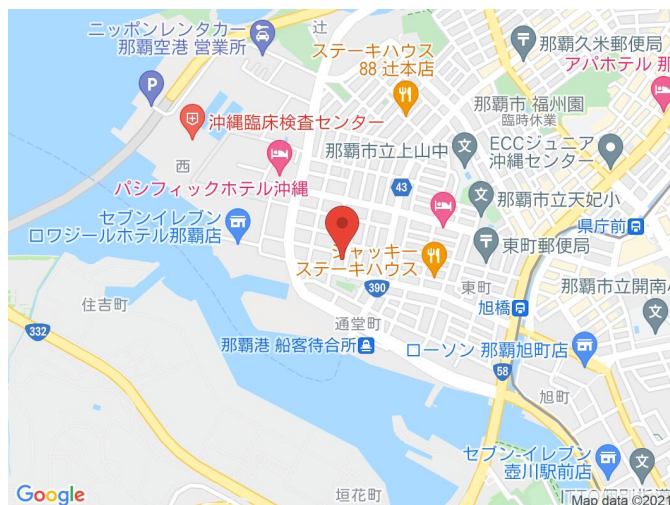 ニッポンレンタカー
那覇空港 営業所
辻
ステーキハウス
88 辻本店
那覇久米郵便局
アパホテル 那
P
沖縄臨床検査センター
那覇市 福州園
臨時休業
那覇市立上山中
ECCジュニア
沖縄センター
西
パシフィックホテル沖縄
43
那覇市立天妃小
セブンイレブン
ロワジールホテル那覇店
県庁前
東町郵便局
ジャッキー
ステーキハウス
東町
那覇市立開南小
住吉町
390
旭橋
332
通堂町
那覇港 船客待合所
ローソン 那覇旭町店
58
旭町
セブン-イレブン
壺川駅前店
垣花町
Google
Map data ©2021